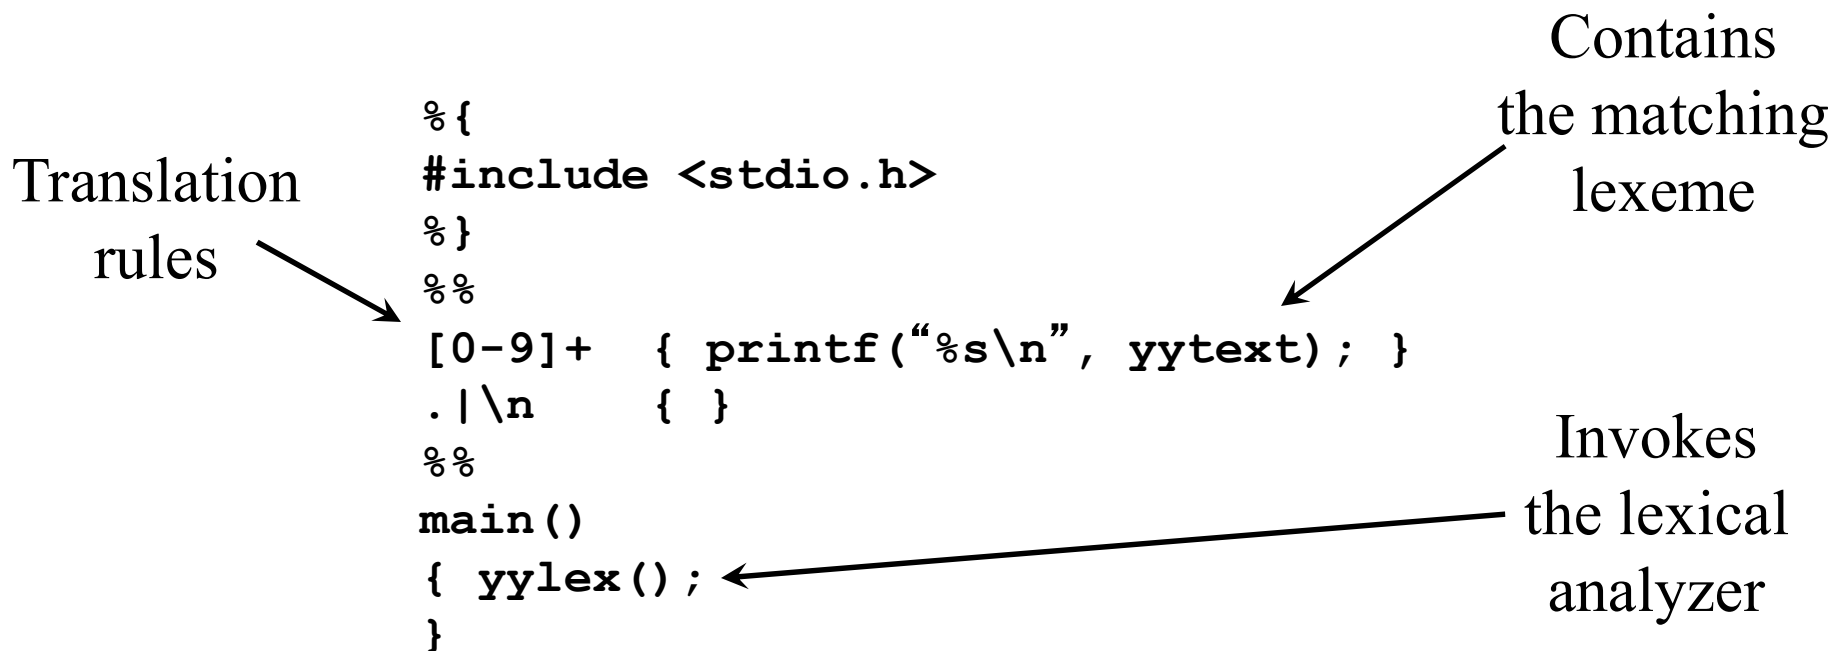 Contains
the matching
lexeme
Translation
rules
%{
#include <stdio.h>
%}
%%
[0-9]+  { printf(“%s\n”, yytext); }
.|\n    { }
%%
main()
{ yylex();
}
Invokes
the lexical
analyzer